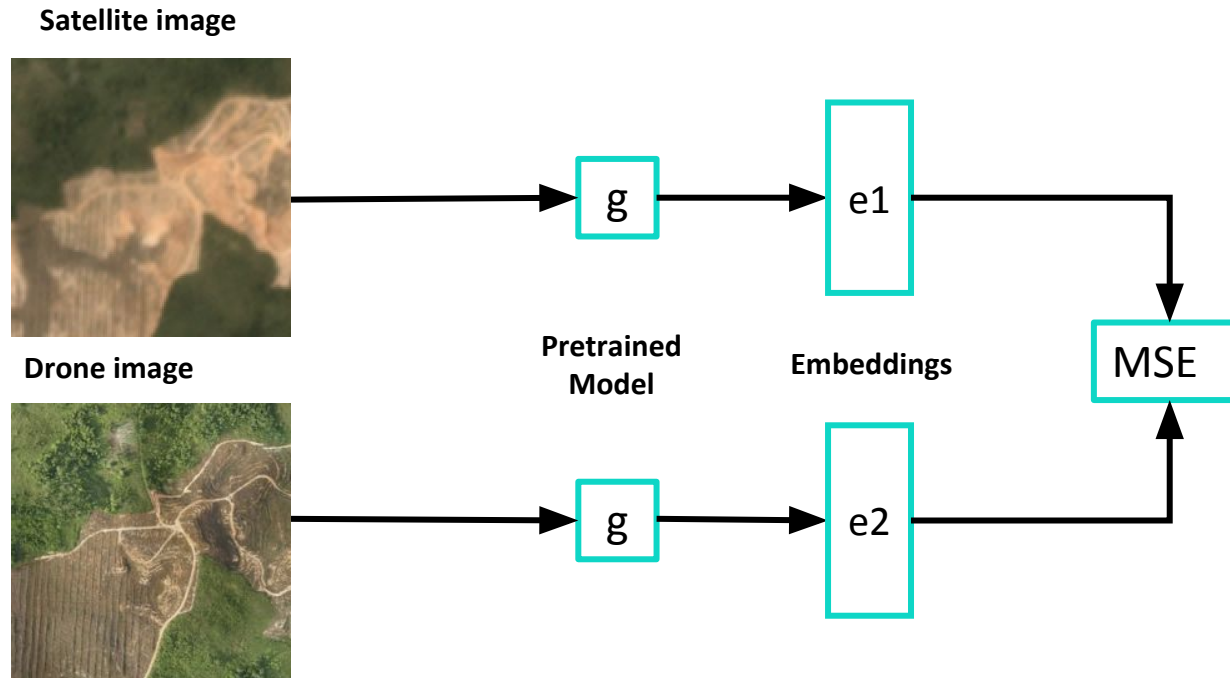 Satellite image
g
e1
Drone image
Pretrained
Model
Embeddings
MSE
g
e2